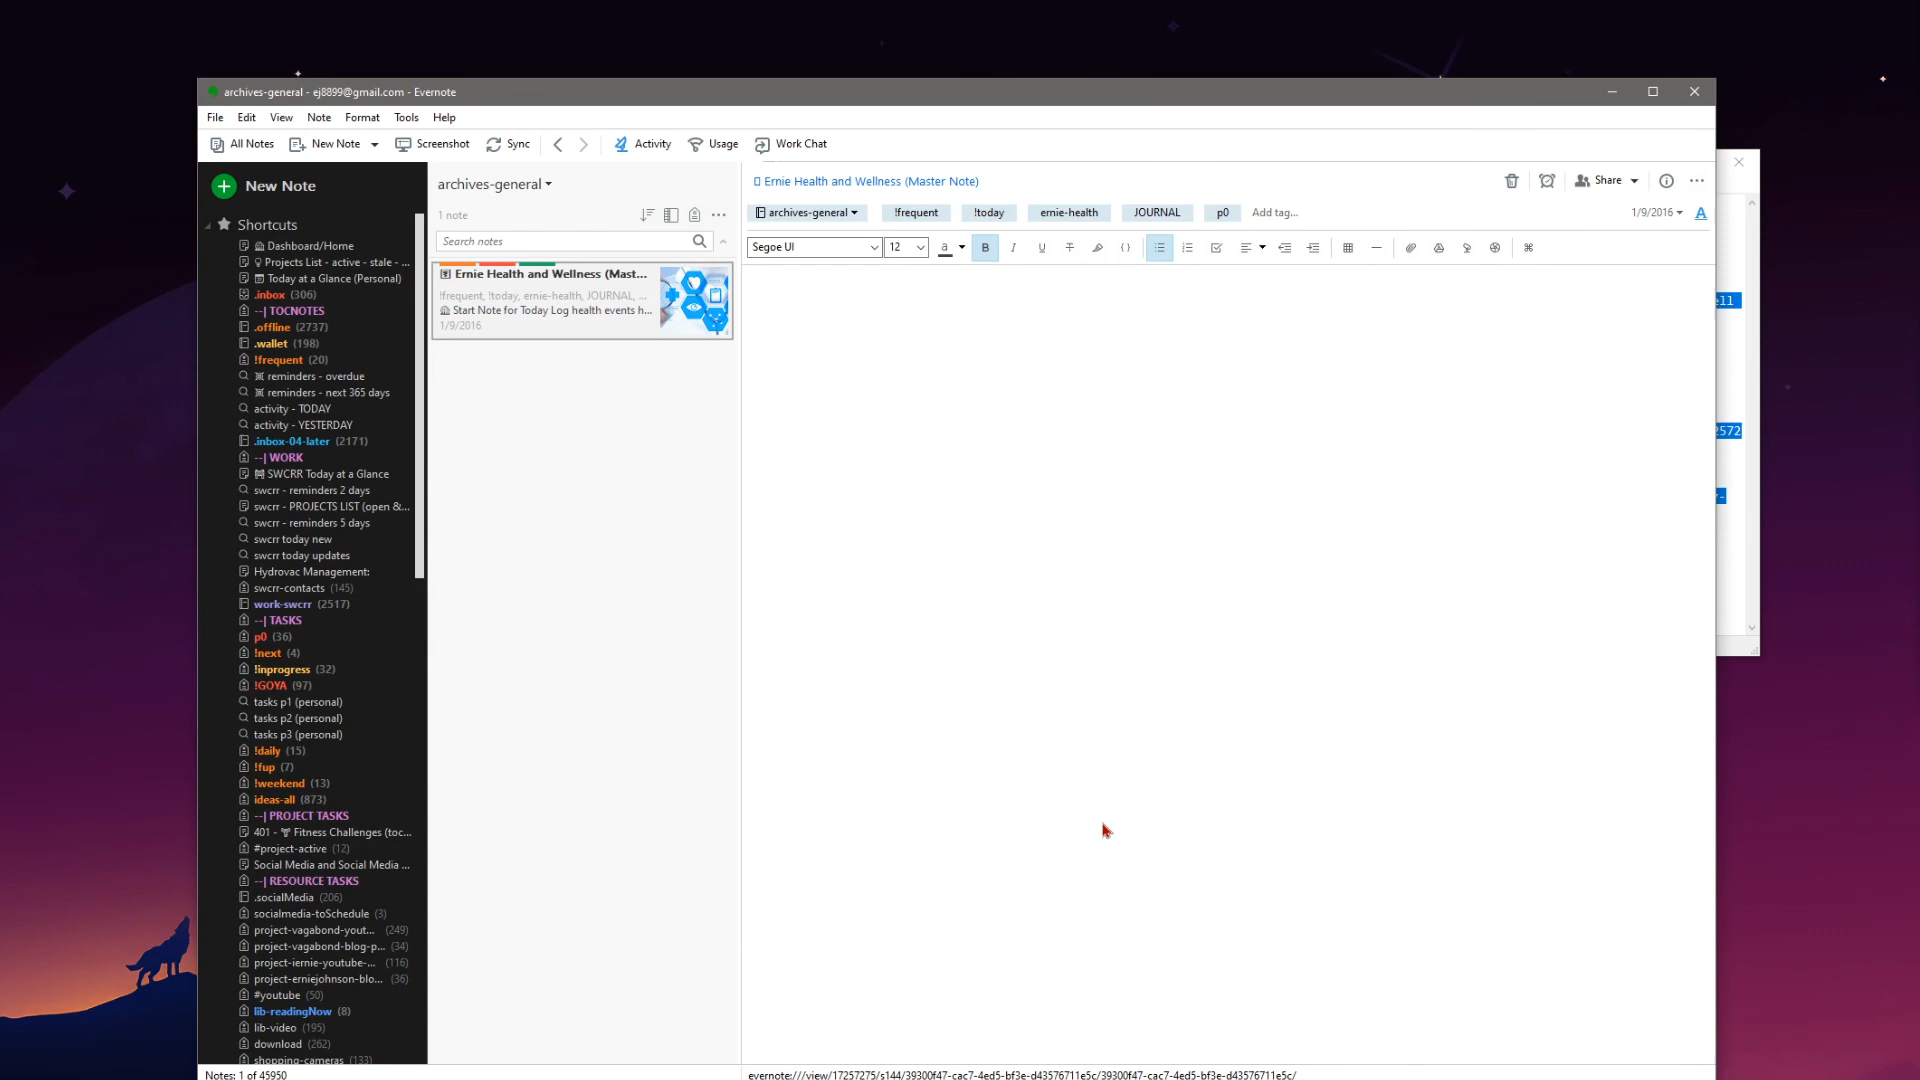 archives-general - ej8899@gmail.com - Evernote
File Edit View Note Format Tools Help
All Notes New Note Screenshot Sync Activity Usage Work Chat
New Note
Shortcuts
Dashboard/Home
Projects List - active - stale - ...
Today at a Glance (Personal)
.inbox (306)
--| TOCNOTES
.offline (2737)
.wallet (198)
!frequent (20)
reminders - overdue
reminders - next 365 days
activity - TODAY
activity - YESTERDAY
.inbox-04-later (2171)
--| WORK
SWCRR Today at a Glance
swcrr - reminders 2 days
swcrr - PROJECTS LIST (open &...
swcrr - reminders 5 days
swcrr today new
swcrr today updates
Hydrovac Management:
swcrr-contacts (145)
work-swcrr (2517)
--| TASKS
p0 (36)
!next (4)
!inprogress (32)
!GOYA (97)
tasks p1 (personal)
tasks p2 (personal)
tasks p3 (personal)
!daily (15)
!fup (7)
!weekend (13)
ideas-all (873)
--| PROJECT TASKS
401 - Fitness Challenges (toc...
#project-active (12)
Social Media and Social Media ...
--| RESOURCE TASKS
.socialMedia (206)
socialmedia-toSchedule (3)
project-vagabond-yout... (249)
project-vagabond-blog-p... (34)
project-iernie-youtube-... (116)
project-erniejohnson-blo... (36)
#youtube (50)
lib-readingNow (8)
lib-video (195)
download (262)
shopping-cameras (133)
Notes: 1 of 45950
archives-general
1 note
Search notes
Ernie Health and Wellness (Mast...
!frequent, !today, ernie-health, JOURNAL, ...
Start Note for Today Log health events h...
1/9/2016
Ernie Health and Wellness (Master Note)
Share
archives-general !frequent !today ernie-health JOURNAL p0 Add tag...
1/9/2016
Segoe UI 12 a B I U T
evernote:///view/17257275/s144/39300f47-cac7-4ed5-bf3e-d43576711e5c/39300f47-cac7-4ed5-bf3e-d43576711e5c/
2572